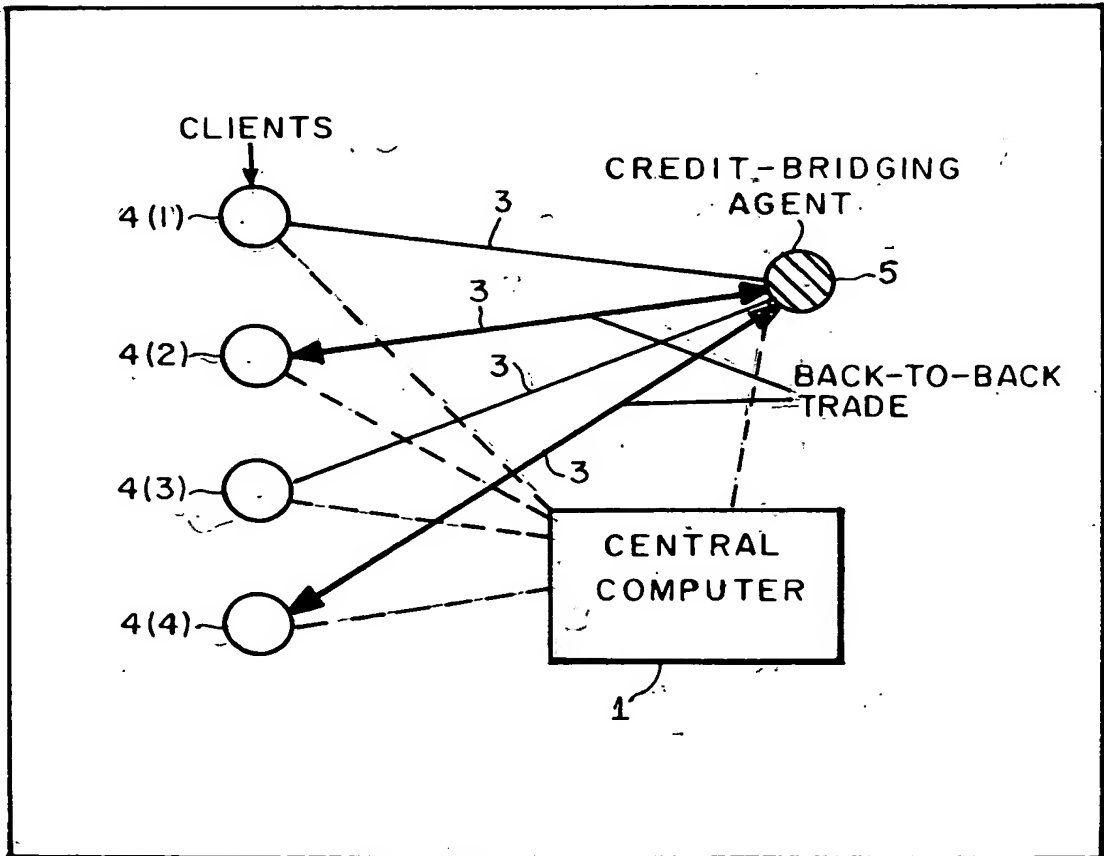 CLIENTS
CREDIT-BRIDGING
AGENT
4(1)
3
5
3
4(2)
3
BACK-TO-BACK
TRADE
4(3)
3
CENTRAL
COMPUTER
4(4)
1